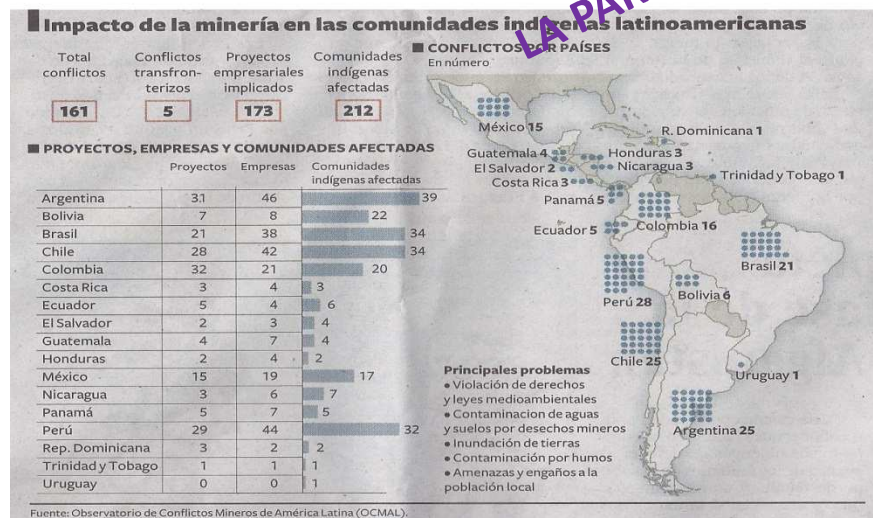 LA PAR
Impacto de la minería en las comunidades indígenas latinoamericanas
Total
conflictos
161
Conflictos
transfron-
terizos
5
Proyectos
empresariales
implicados
173
Comunidades
indígenas
afectadas
212
PROYECTOS, EMPRESAS Y COMUNIDADES AFECTADAS
Proyectos Empresas Comunidades
indígenas afectadas
Argentina 31 46 39
Bolivia 7 8 22
Brasil 21 38 34
Chile 28 42 34
Colombia 32 21 20
Costa Rica 3 4 3
Ecuador 5 4 6
El Salvador 2 3 4
Guatemala 4 7 4
Honduras 2 4 2
México 15 19 17
Nicaragua 3 6 7
Panamá 5 7 5
Perú 29 44 32
Rep. Dominicana 3 2 2
Trinidad y Tobago 1 1 1
Uruguay 0 0 1
CONFLICTOS POR PAÍSES
En número
México 15
R. Dominicana 1
Guatemala 4
Honduras 3
El Salvador 2
Nicaragua 3
Costa Rica 3
Trinidad y Tobago 1
Panamá 5
Ecuador 5
Colombia 16
Brasil 21
Perú 28
Bolivia 6
Chile 25
Uruguay 1
Argentina 25
Principales problemas
• Violación de derechos
y leyes medioambientales
• Contaminacion de aguas
y suelos por desechos mineros
• Inundación de tierras
• Contaminación por humos
• Amenazas y engaños a la
población local
Fuente: Observatorio de Conflictos Mineros de América Latina (OCMAL).